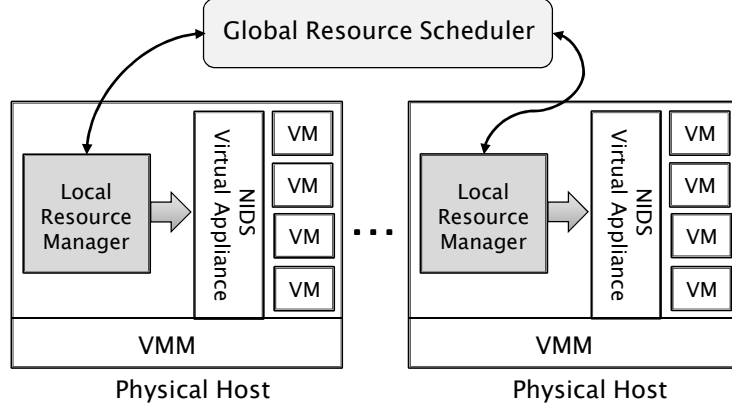 Global Resource Scheduler
Local
Resource
Manager
NIDS
Virtual Appliance
VM
VM
VM
VM
VMM
Physical Host
...
Local
Resource
Manager
NIDS
Virtual Appliance
VM
VM
VM
VM
VMM
Physical Host